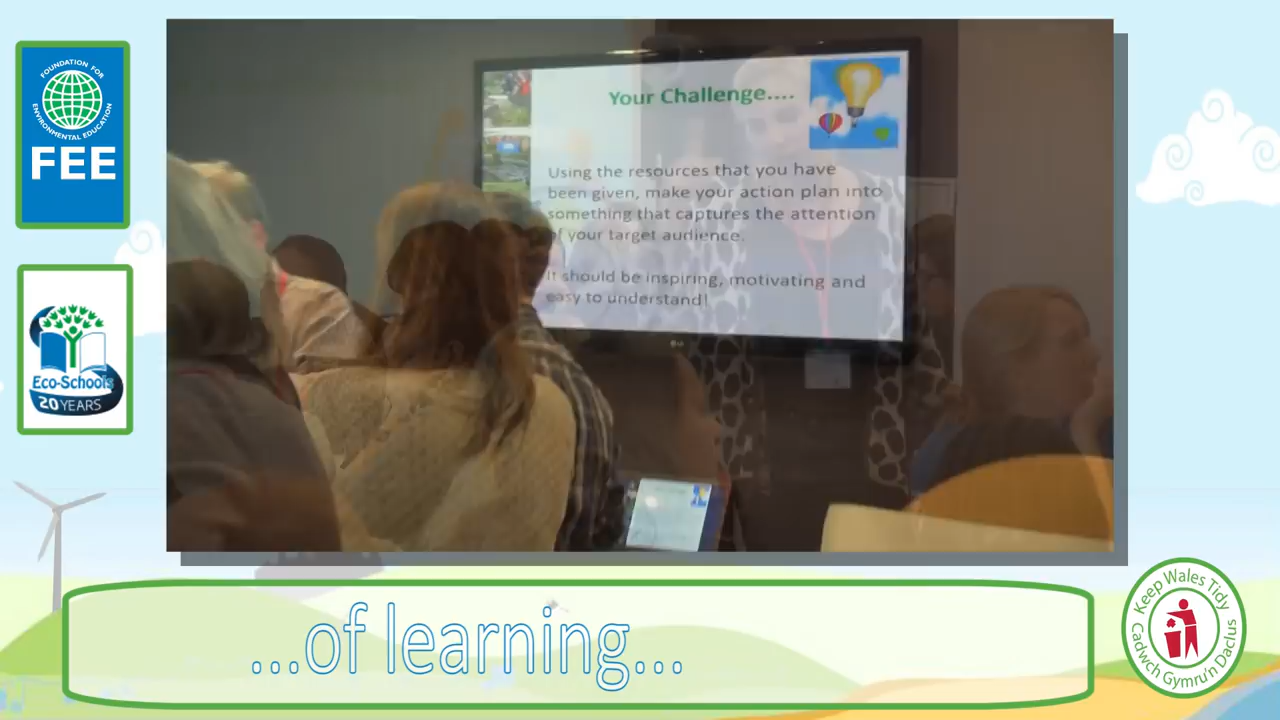 FOUNDATION FOR
ENVIRONMENTAL EDUCATION
FEE
Eco-Schools
20 YEARS
Your Challenge....
Using the resources that you have
been given, make your action plan into
something that captures the attention
of your target audience.
It should be inspiring, motivating and
easy to understand!
...of learning...
Keep Wales Tidy
Cadwch Gymru'n Daclus